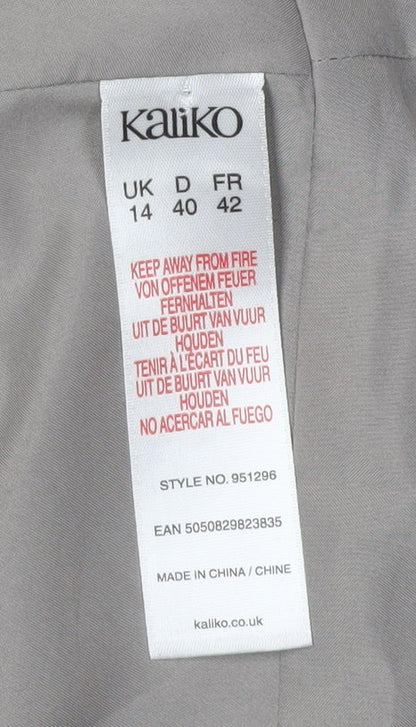 Kaliko
UK D FR
14 40 42
KEEP AWAY FROM FIRE
VON OFFENEM FEUER
FERNHALTEN
UIT DE BUURT VAN VUUR
HOUDEN
TENIR À L'ÉCART DU FEU
UIT DE BUURT VAN VUUR
HOUDEN
NO ACERCAR AL FUEGO
STYLE NO. 951296
EAN 5050829823835
MADE IN CHINA / CHINE
kaliko.co.uk